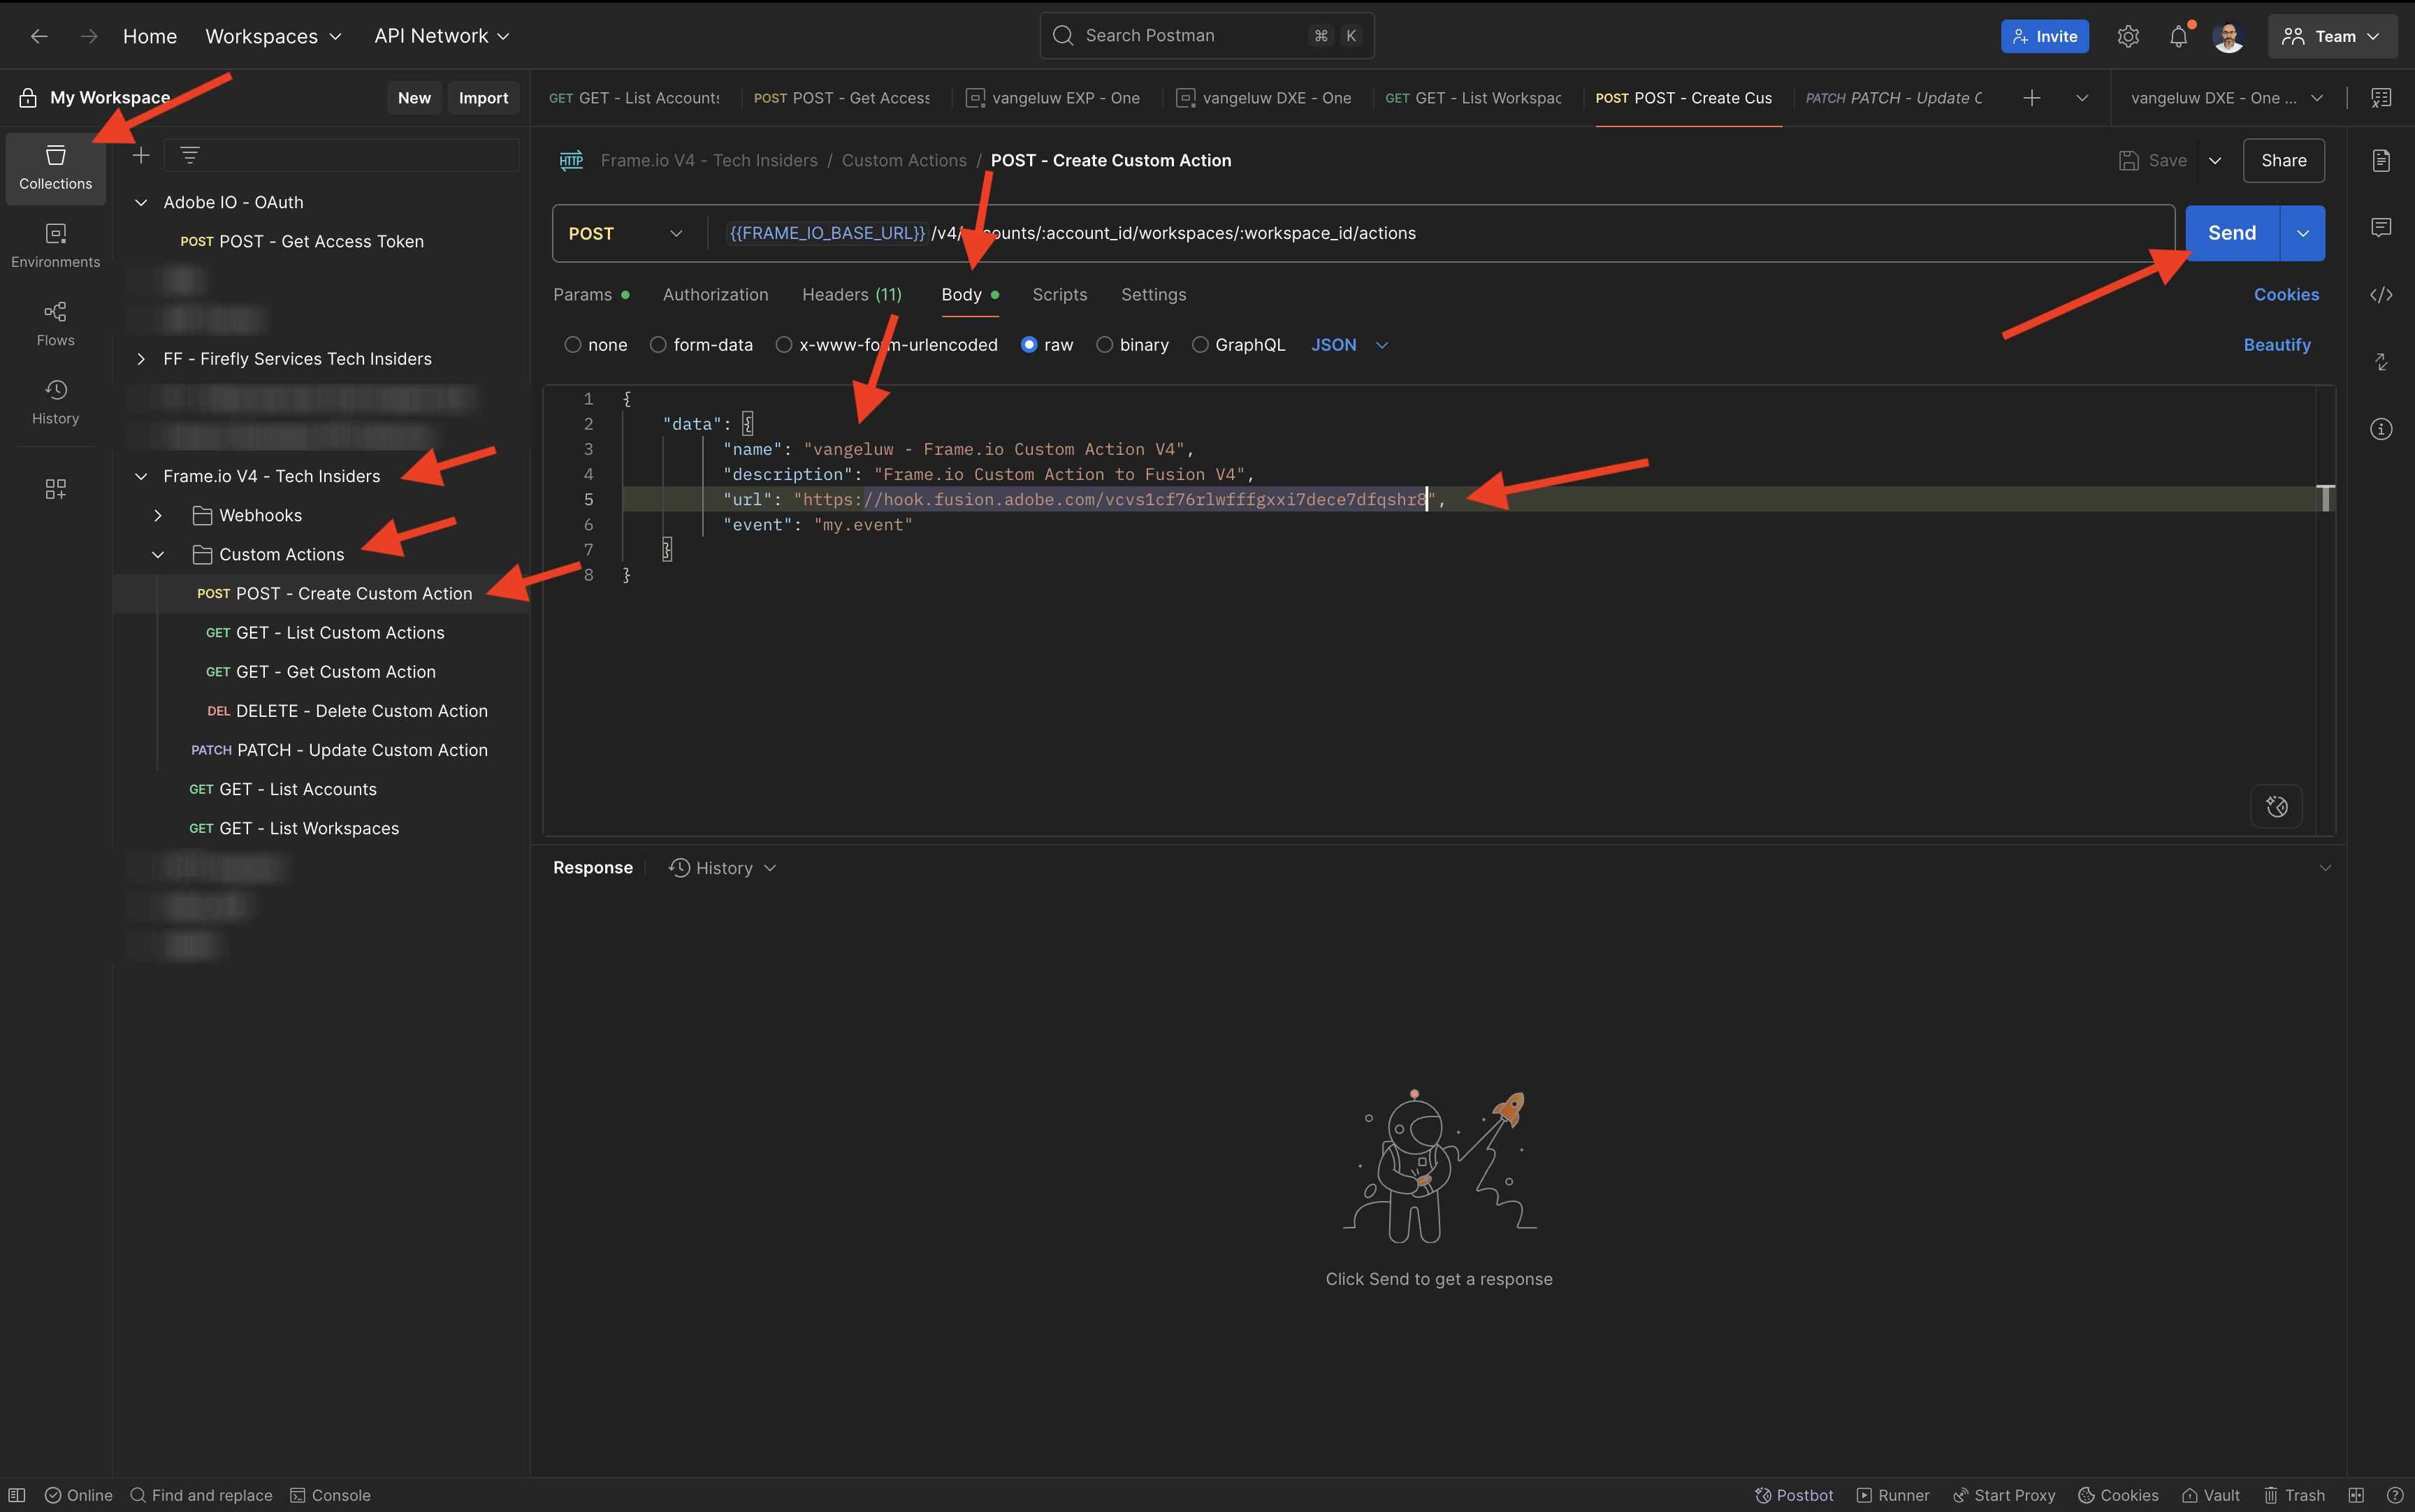 Home
Workspaces
API Network
Search Postman
⌘
K
Invite
Team
My Workspace
New
Import
GET GET - List Accounts
POST POST - Get Access
vangeluw EXP - One
vangeluw DXE - One
GET GET - List Workspac
POST POST - Create Cus
PATCH PATCH - Update C
vangeluw DXE - One ...
Collections
Environments
Flows
History
Adobe IO - OAuth
POST POST - Get Access Token
FF - Firefly Services Tech Insiders
Frame.io V4 - Tech Insiders
Webhooks
Custom Actions
POST POST - Create Custom Action
GET GET - List Custom Actions
GET GET - Get Custom Action
DEL DELETE - Delete Custom Action
PATCH PATCH - Update Custom Action
GET GET - List Accounts
GET GET - List Workspaces
HTTP
Frame.io V4 - Tech Insiders / Custom Actions / POST - Create Custom Action
Save
Share
POST
{{FRAME_IO_BASE_URL}} /v4/ ounts/:account_id/workspaces/:workspace_id/actions
Send
Params
Authorization
Headers (11)
Body
Scripts
Settings
Cookies
none
form-data
x-www-form-urlencoded
raw
binary
GraphQL
JSON
Beautify
1 {
2 "data": {
3 "name": "vangeluw - Frame.io Custom Action V4",
4 "description": "Frame.io Custom Action to Fusion V4",
5 "url": "https://hook.fusion.adobe.com/vcvs1cf76rlwfffgxxi7dece7dfqshr8",
6 "event": "my.event"
7 }
8 }
Response
History
Click Send to get a response
Online
Find and replace
Console
Postbot
Runner
Start Proxy
Cookies
Vault
Trash